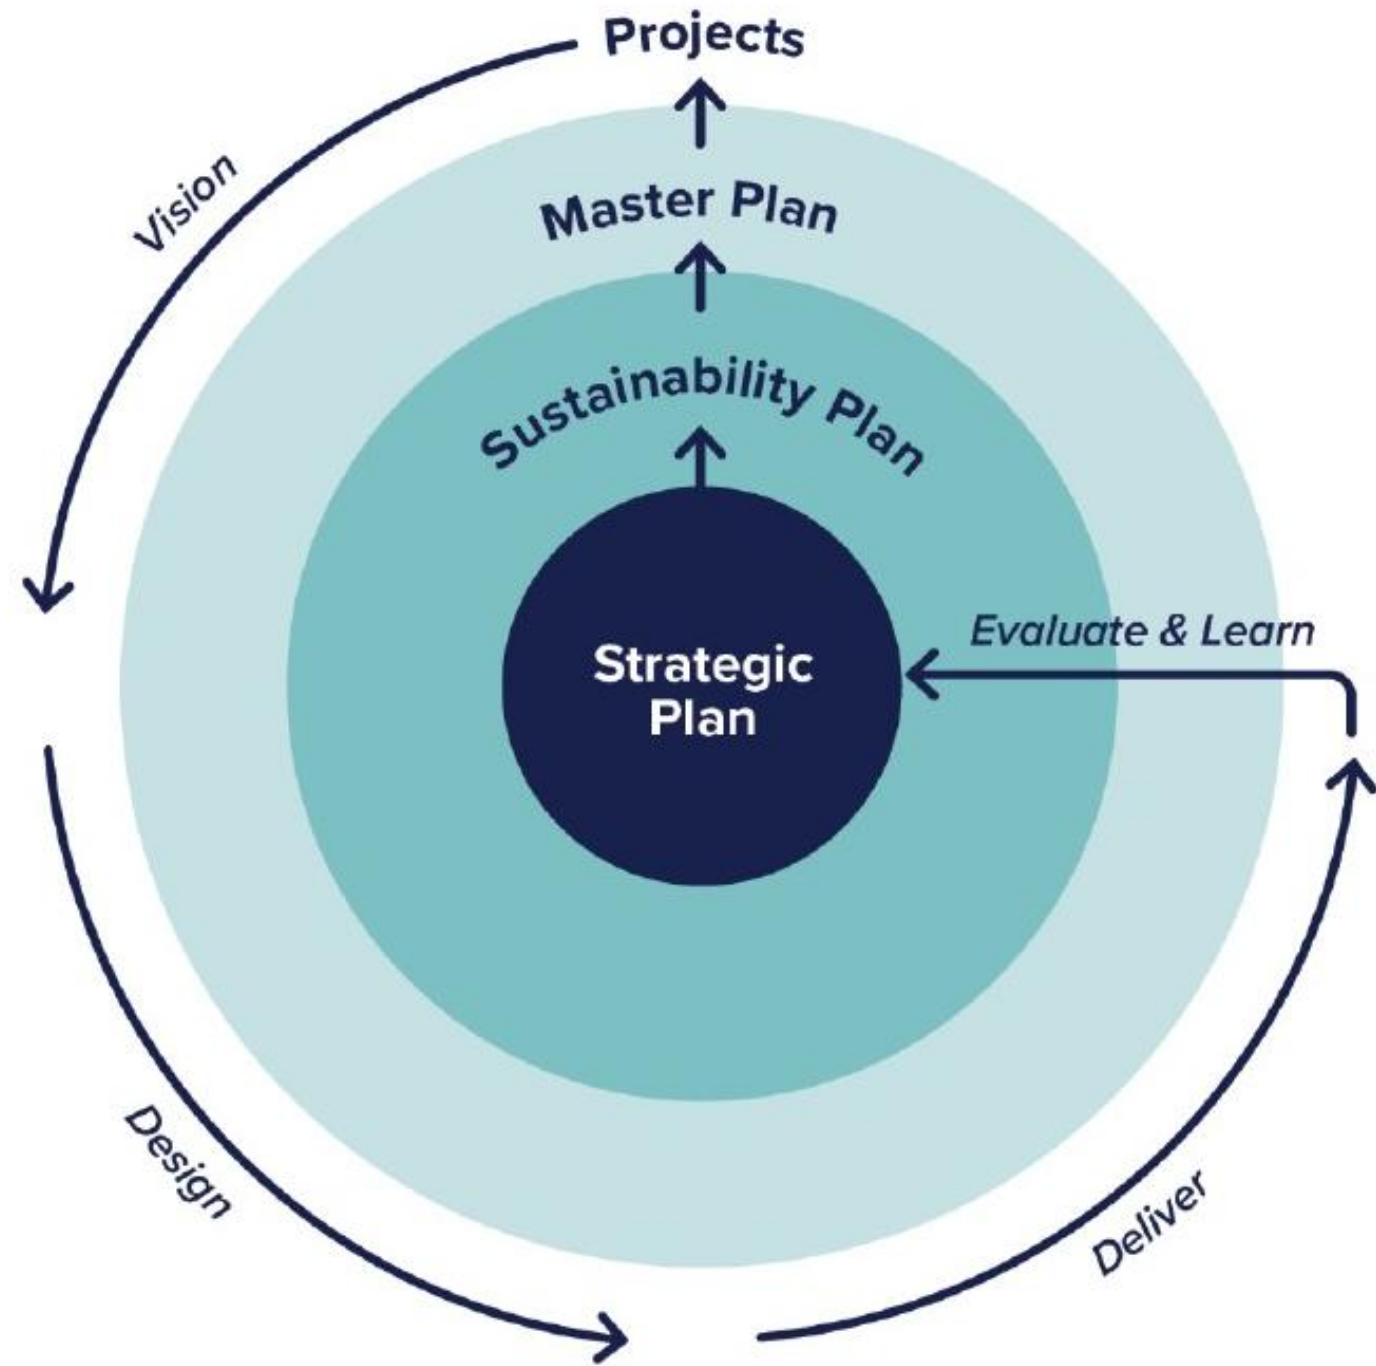 Projects
Vision
Master Plan
Sustainability Plan
Evaluate & Learn
Strategic
Plan
Design
Deliver